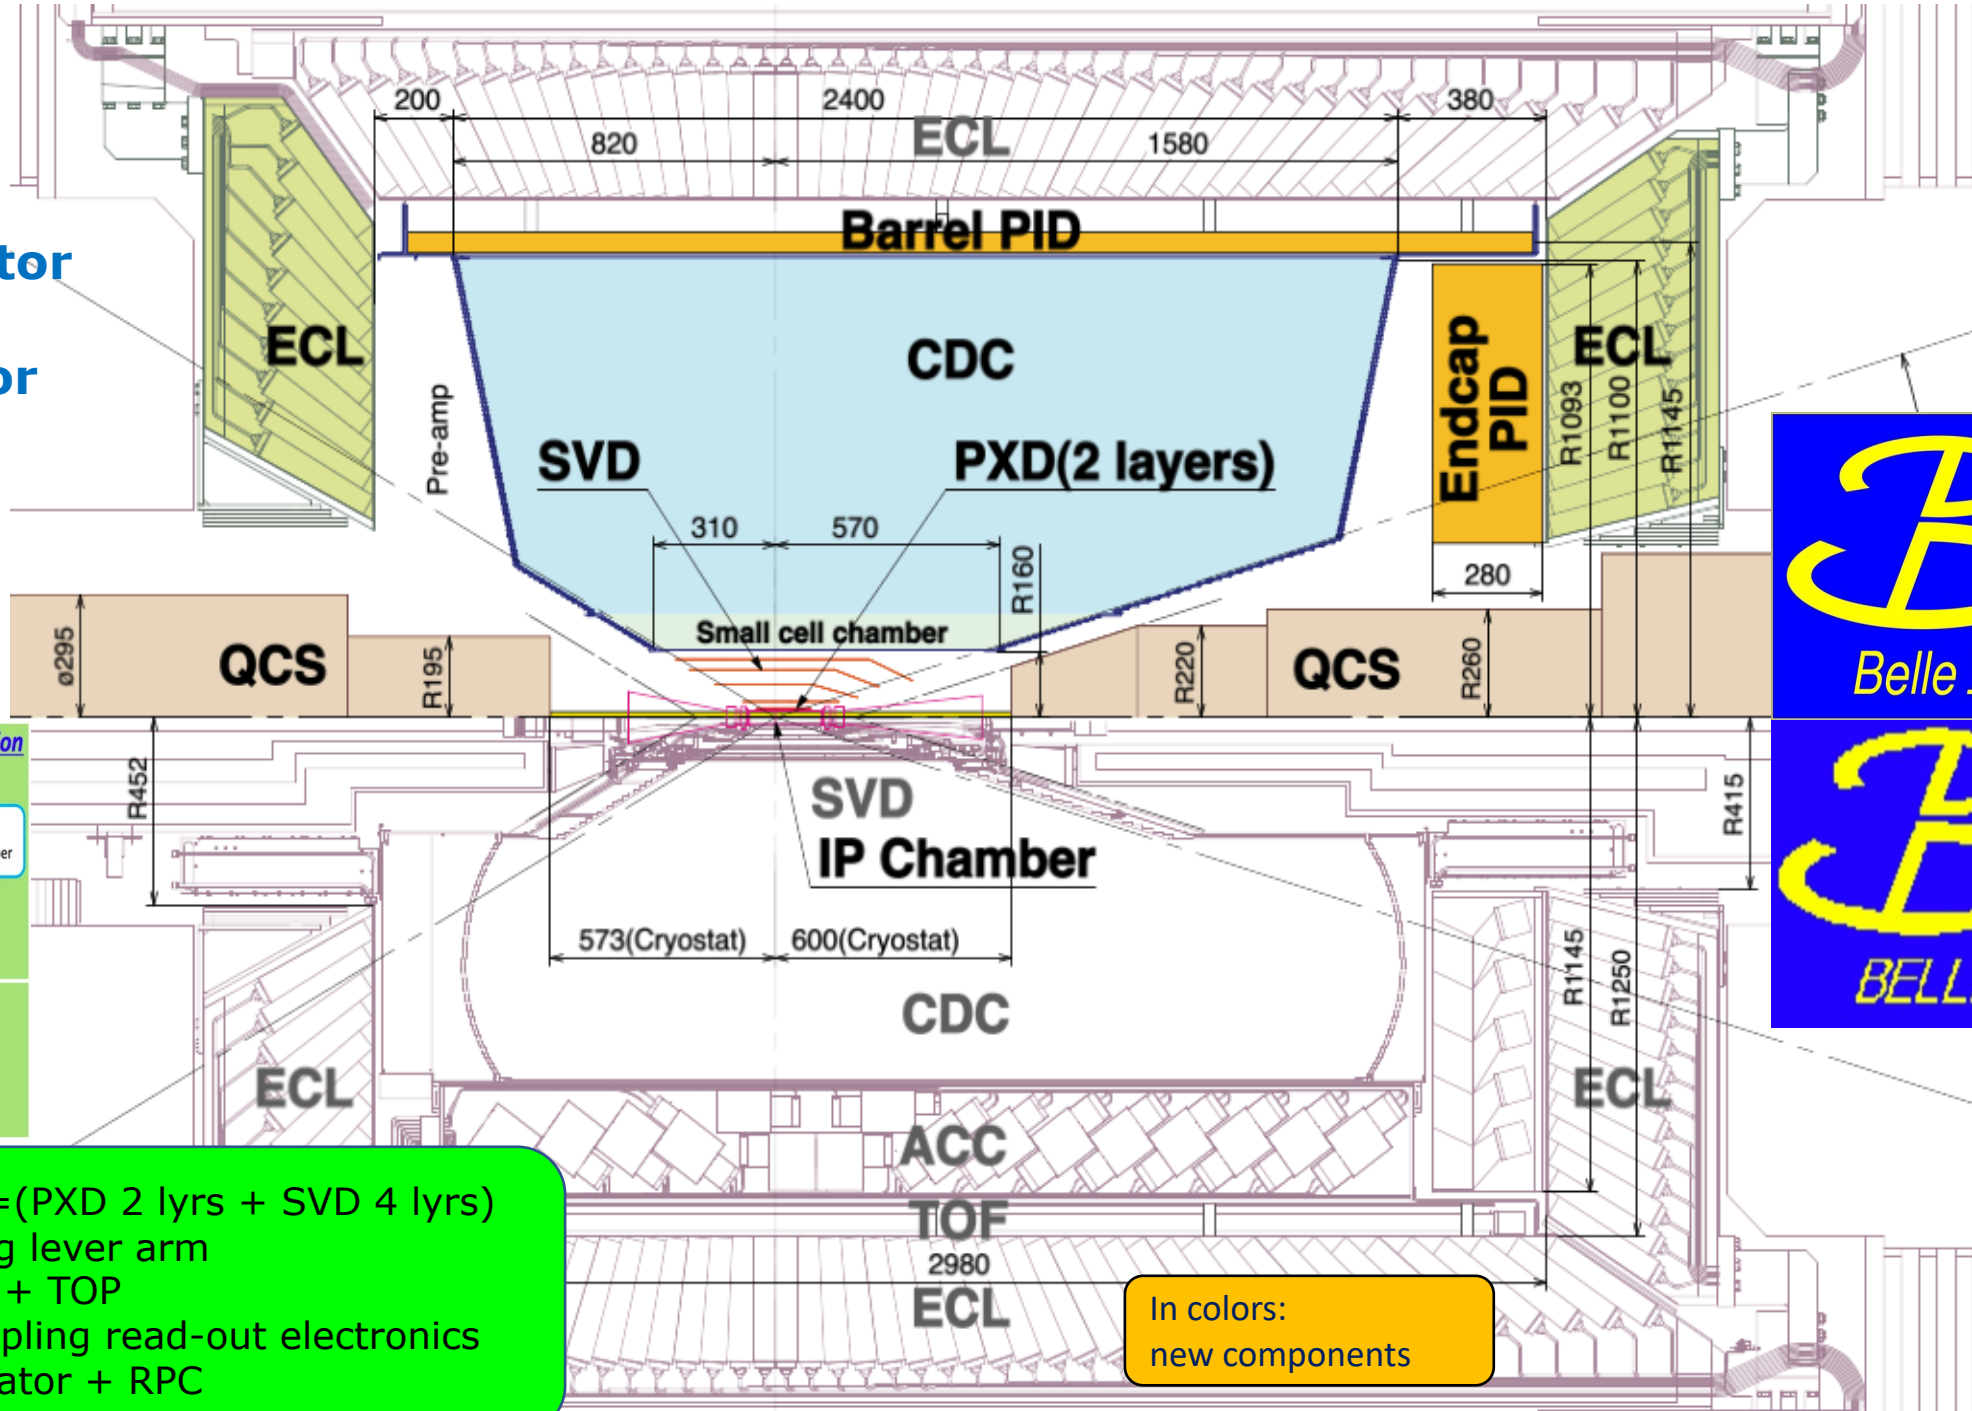 200
2400
380
820
ECL
1580
Barrel PID
tor
or
ECL
CDC
Endcap
PID
ECL
R1093
R1100
R1145
Pre-amp
SVD
PXD(2 layers)
310
570
R160
280
Small cell chamber
ø295
QCS
R195
R220
QCS
R260
Belle
ion
R452
SVD
IP Chamber
R415
ber
573(Cryostat)
600(Cryostat)
R1145
R1250
CDC
BELL
ECL
ECL
ACC
TOF
2980
ECL
=(PXD 2 lyrs + SVD 4 lyrs)
g lever arm
+ TOP
pling read-out electronics
ator + RPC
In colors:
new components